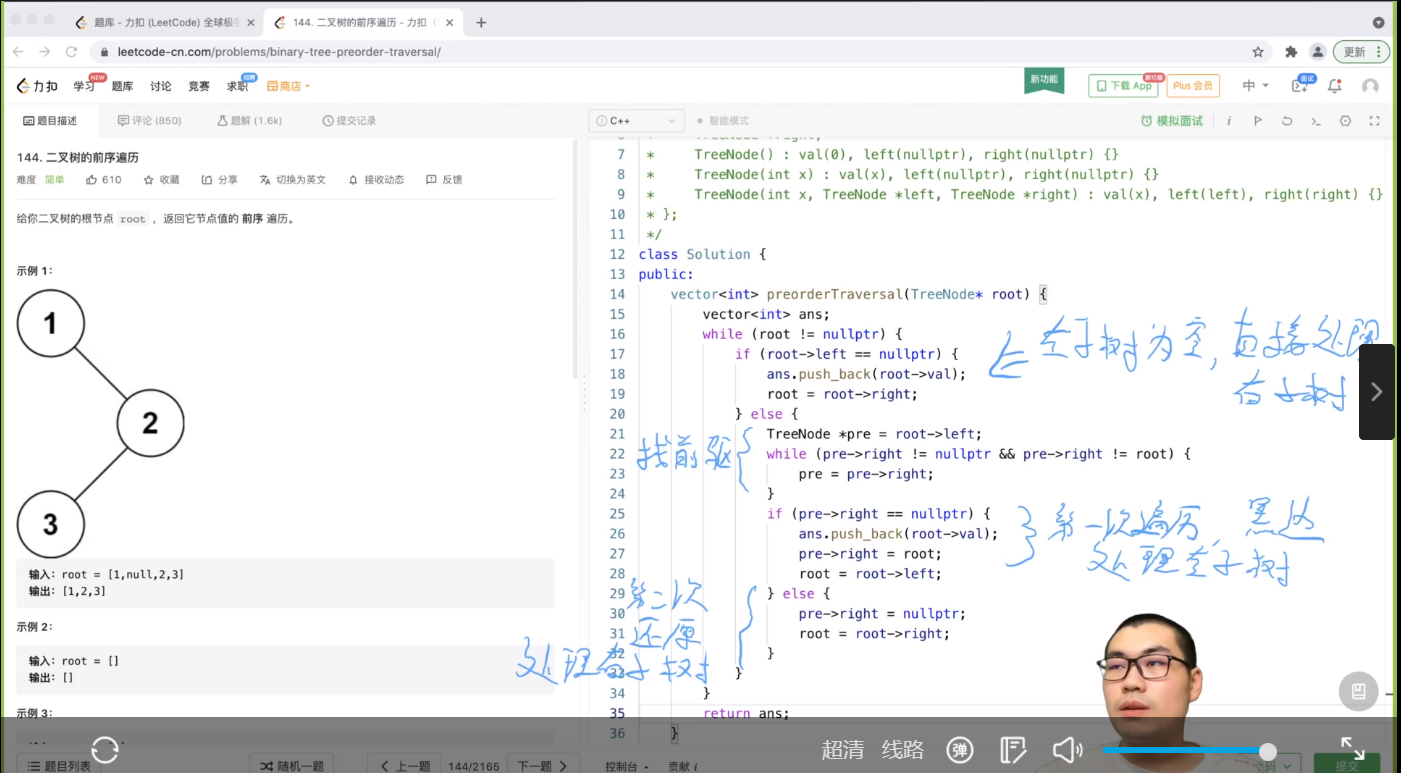 题库 - 力扣 (LeetCode) 全球极
144. 二叉树的前序遍历 - 力扣（
leetcode-cn.com/problems/binary-tree-preorder-traversal/
更新
力扣
学习
NEW
题库
讨论
竞赛
求职
招聘
商店
新功能
下载 App
新功能
Plus 会员
中
面试
题目描述
评论 (850)
题解 (1.6k)
提交记录
C++
智能模式
模拟面试
144. 二叉树的前序遍历
难度 简单 610 收藏 分享 切换为英文 接收动态 反馈
给你二叉树的根节点 root ，返回它节点值的 前序 遍历。
示例 1：
1
2
3
输入：root = [1,null,2,3]
输出：[1,2,3]
示例 2：
输入：root = []
输出：[]
示例 3：
7 * TreeNode() : val(0), left(nullptr), right(nullptr) {}
8 * TreeNode(int x) : val(x), left(nullptr), right(nullptr) {}
9 * TreeNode(int x, TreeNode *left, TreeNode *right) : val(x), left(left), right(right) {}
10 * };
11 */
12 class Solution {
13 public:
14 vector<int> preorderTraversal(TreeNode* root) {
15 vector<int> ans;
16 while (root != nullptr) {
17 if (root->left == nullptr) {
18 ans.push_back(root->val);
19 root = root->right;
20 } else {
21 TreeNode *pre = root->left;
22 while (pre->right != nullptr && pre->right != root) {
23 pre = pre->right;
24 }
25 if (pre->right == nullptr) {
26 ans.push_back(root->val);
27 pre->right = root;
28 root = root->left;
29 } else {
30 pre->right = nullptr;
31 root = root->right;
32 }
33 }
34 }
35 return ans;
36 }
左子树为空，直接处理
右子树
找前驱
第一次遍历，
处理左子树
第二次
还原
处理右子树
超清
线路
弹
题目列表
随机一题
上一题
144/2165
下一题
控制台
贡献 i
提交